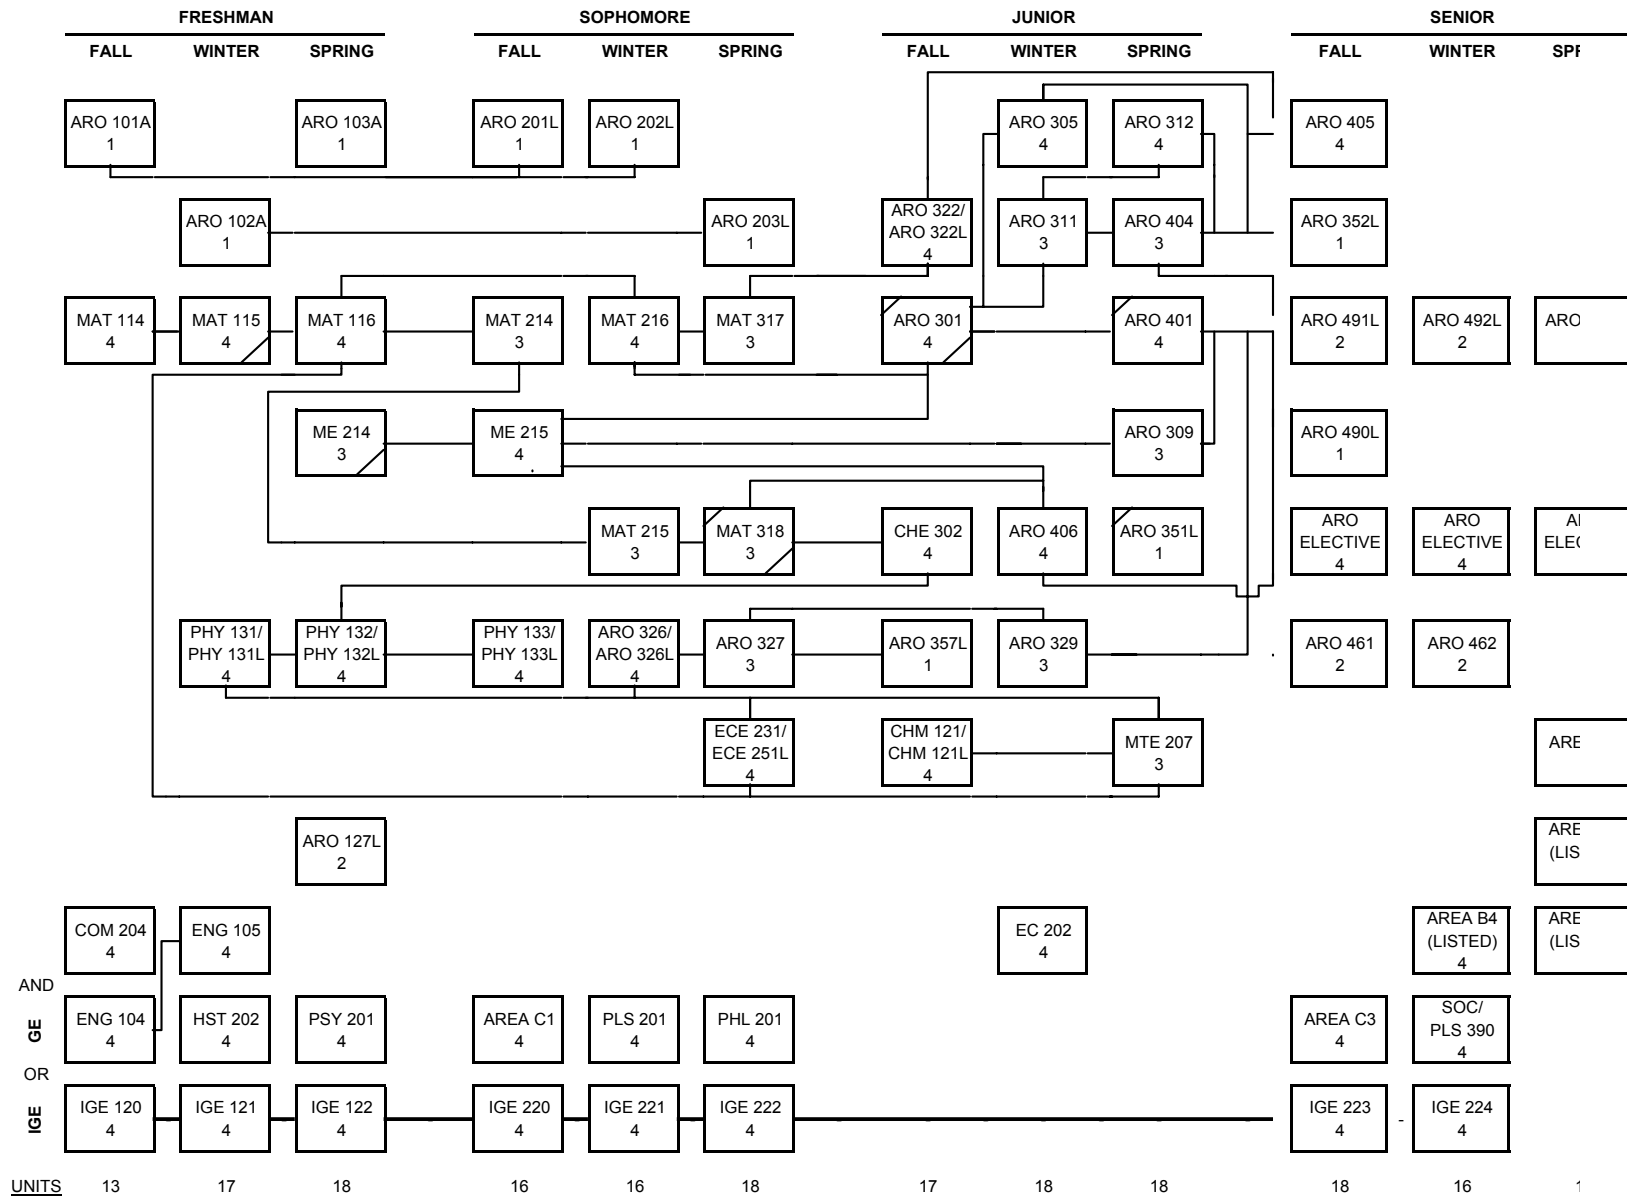 FRESHMAN SOPHOMORE JUNIOR SENIOR
FALL WINTER SPRING FALL WINTER SPRING FALL WINTER SPRING FALL WINTER SPF
ARO 101A ARO 103A ARO 201L ARO 202L ARO 305 ARO 312 ARO 405
1 1 1 1 4 4 4
ARO 102A ARO 203L ARO 322/ ARO 311 ARO 404 ARO 352L
1 1 ARO 322L 3 3 1
4
MAT 114 MAT 115 MAT 116 MAT 214 MAT 216 MAT 317 ARO 301 ARO 401 ARO 491L ARO 492L ARO
4 4 4 3 4 3 4 4 2 2
ME 214 ME 215 ARO 309 ARO 490L
3 4 3 1
MAT 215 MAT 318 CHE 302 ARO 406 ARO 351L ARO ARO
3 3 4 4 1 ELECTIVE ELECTIVE
4 4
PHY 131/ PHY 132/ PHY 133/ ARO 326/ ARO 327 ARO 357L ARO 329 ARO 461 ARO 462
PHY 131L PHY 132L PHY 133L ARO 326L 3 1 3 2 2
4 4 4 4
ECE 231/ CHM 121/ MTE 207 ARE
ECE 251L CHM 121L 3
4 4
ARO 127L ARE
2 (LIS
COM 204 ENG 105 EC 202 AREA B4 ARE
4 4 4 (LISTED) (LIS
4
AND
GE
ENG 104 HST 202 PSY 201 AREA C1 PLS 201 PHL 201 AREA C3 SOC/
4 4 4 4 4 4 4 PLS 390
4
OR
IGE
IGE 120 IGE 121 IGE 122 IGE 220 IGE 221 IGE 222 IGE 223 - IGE 224
4 4 4 4 4 4 4 4
UNITS 13 17 18 16 16 18 17 18 18 18 16